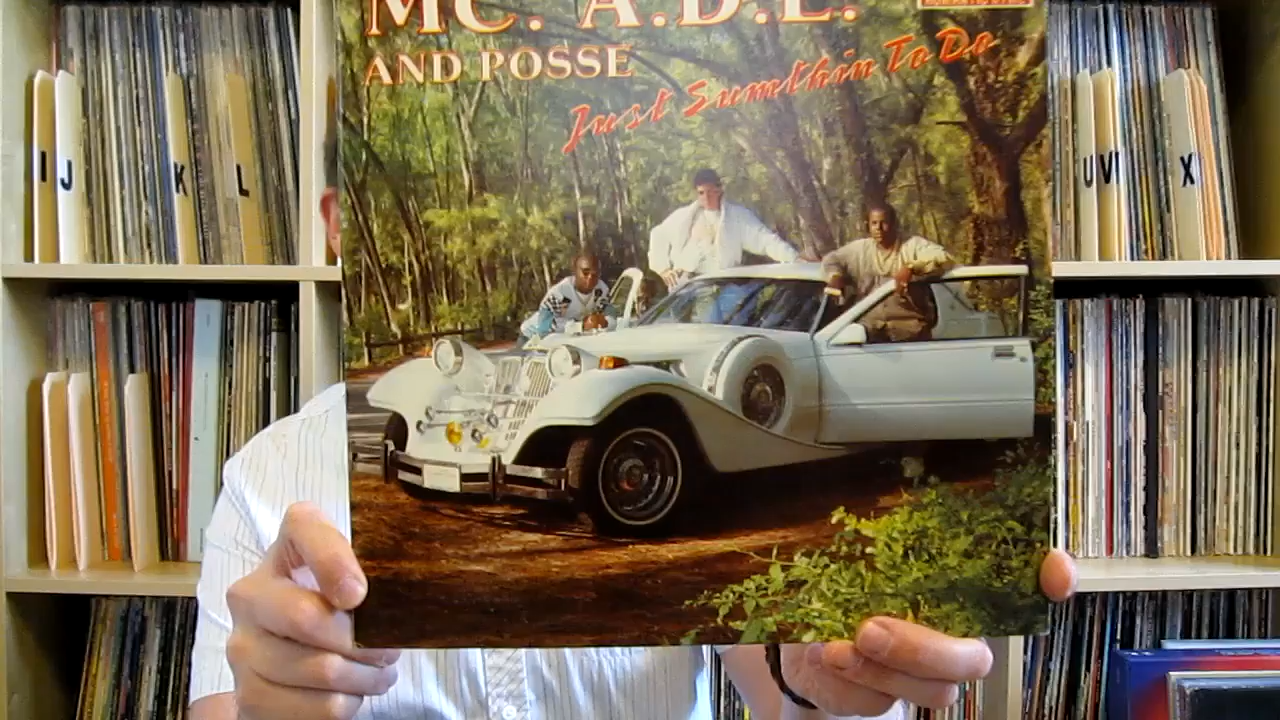 MC. A.D.E.
AND POSSE
Just Sumthin To Do
I
J
K
L
U
V
X